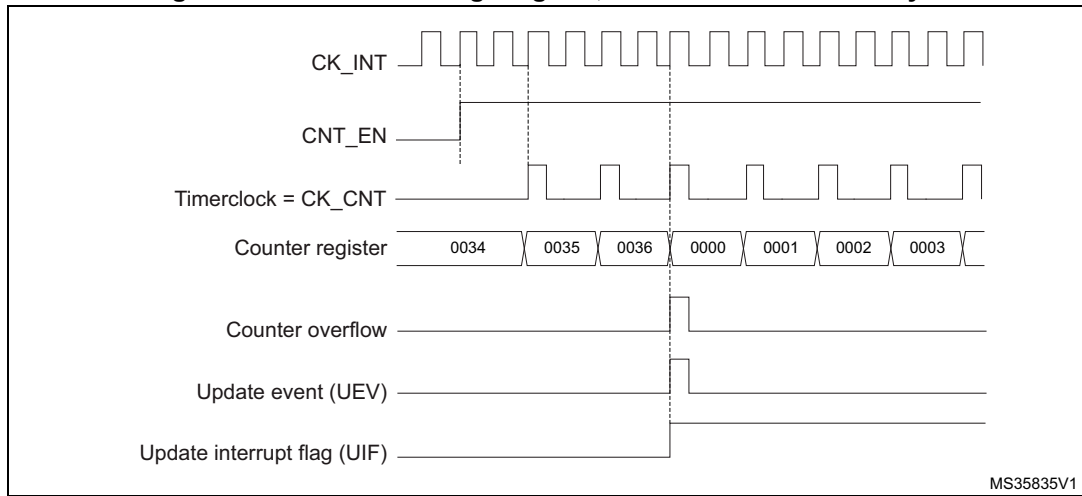 CK_INT
CNT_EN
Timerclock = CK_CNT
Counter register 0034 0035 0036 0000 0001 0002 0003
Counter overflow
Update event (UEV)
Update interrupt flag (UIF)
MS35835V1